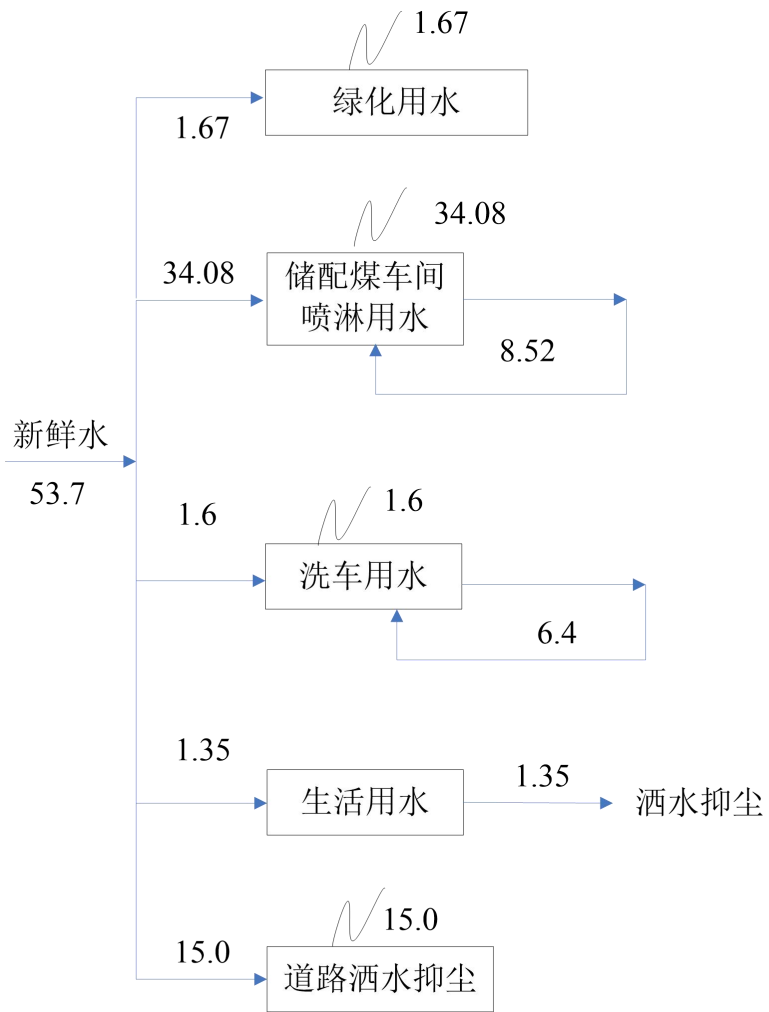 1.67
绿化用水
1.67
34.08
34.08
储配煤车间
喷淋用水
8.52
新鲜水
53.7
1.6
1.6
洗车用水
6.4
1.35
生活用水
1.35
洒水抑尘
15.0
15.0
道路洒水抑尘